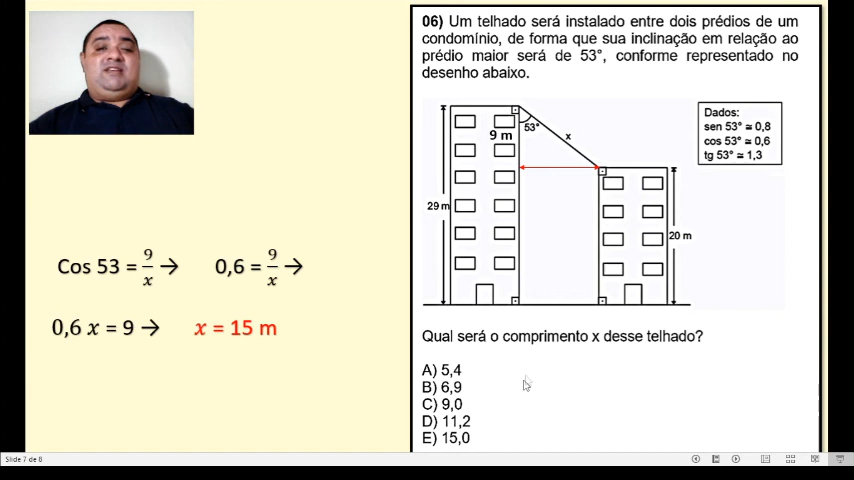 06) Um telhado será instalado entre dois prédios de um
condomínio, de forma que sua inclinação em relação ao
prédio maior será de 53°, conforme representado no
desenho abaixo.
9 m
53°
x
Dados:
sen 53° ≅ 0,8
cos 53° ≅ 0,6
tg 53° ≅ 1,3
29 m
20 m
Cos 53 = 9/x → 0,6 = 9/x →
0,6 x = 9 → x = 15 m
Qual será o comprimento x desse telhado?
A) 5,4
B) 6,9
C) 9,0
D) 11,2
E) 15,0
Slide 7 de 8